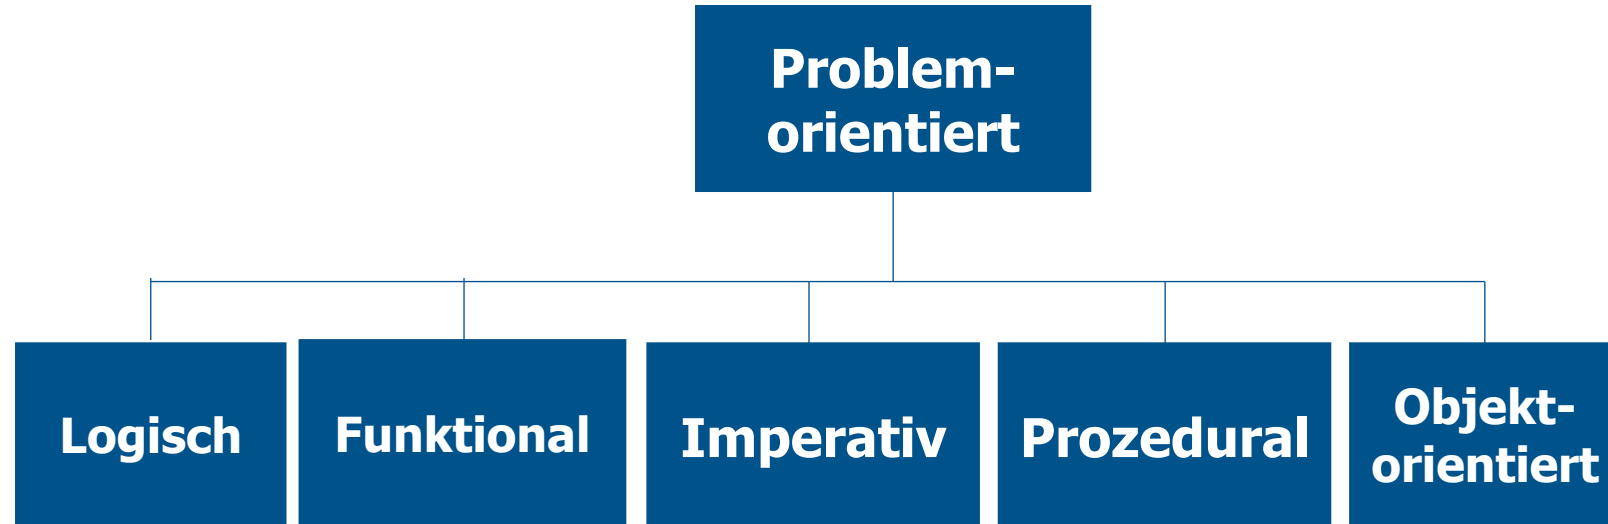 Problem-
orientiert
Logisch
Funktional
Imperativ
Prozedural
Objekt-
orientiert